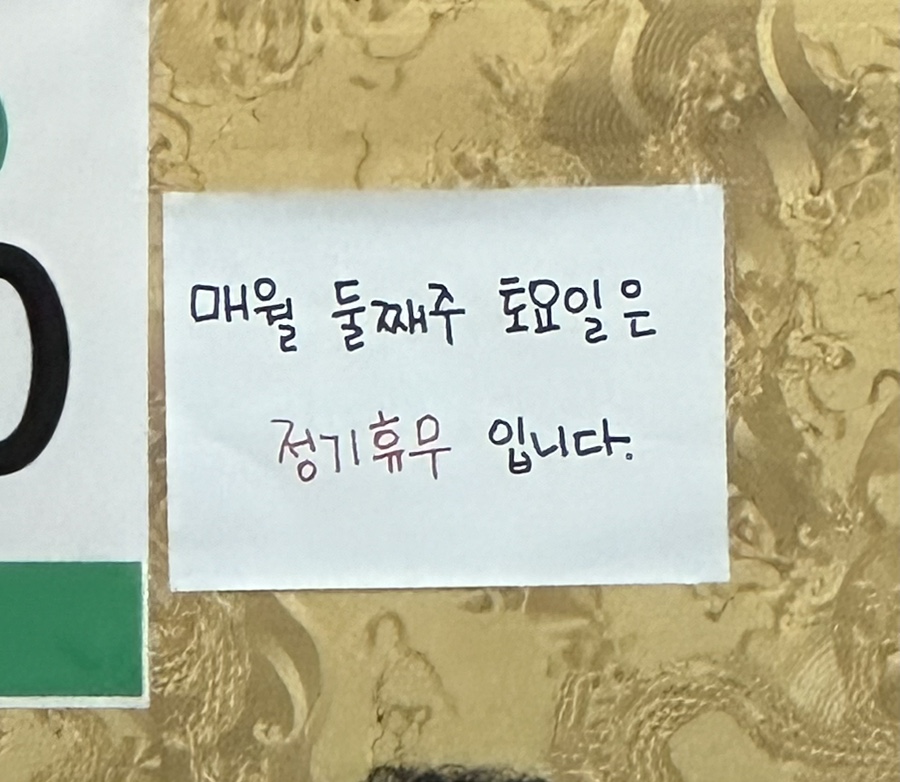 매월 둘째주 토요일은
정기휴무 입니다.